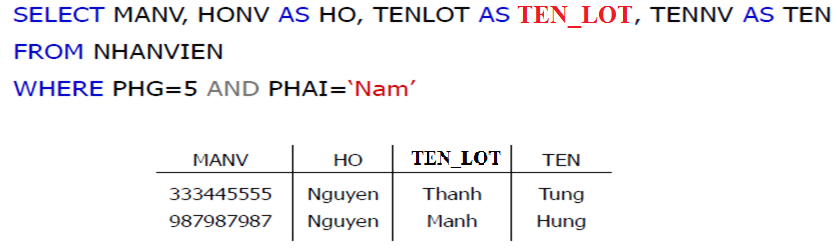 SELECT MANV, HONV AS HO, TENLOT AS TEN_LOT, TENNV AS TEN
FROM NHANVIEN
WHERE PHG=5 AND PHAI=‘Nam’
MANV HO TEN_LOT TEN
333445555 Nguyen Thanh Tung
987987987 Nguyen Manh Hung